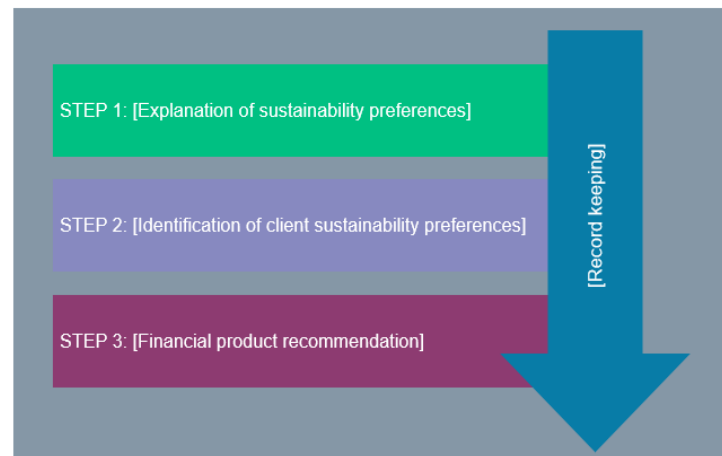 STEP 1: [Explanation of sustainability preferences]
STEP 2: [Identification of client sustainability preferences]
STEP 3: [Financial product recommendation]
[Record keeping]